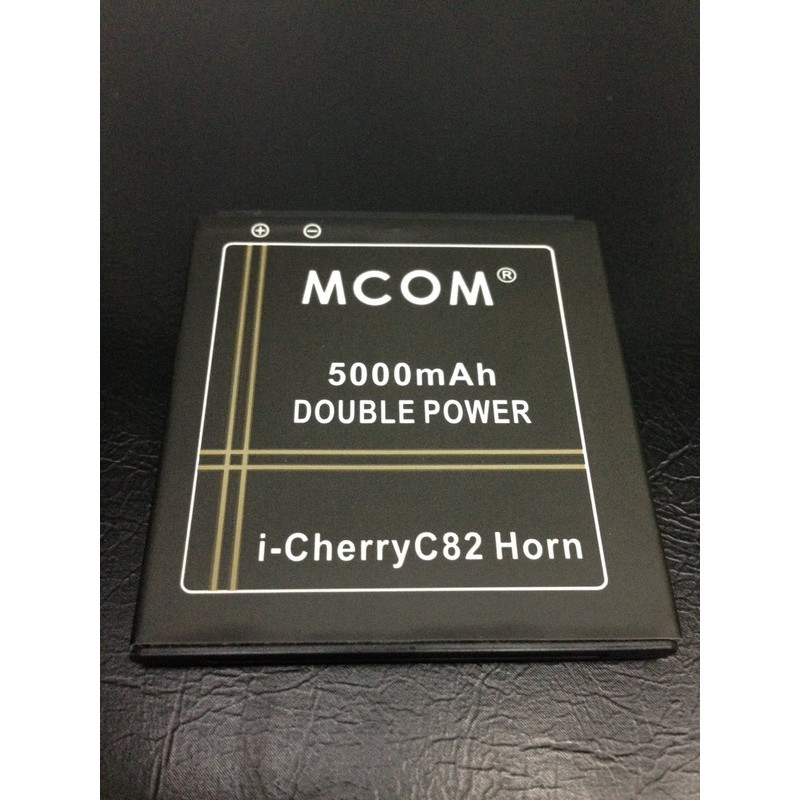 ⊕ ⊖
MCOM®
5000mAh
DOUBLE POWER
i-CherryC82 Horn